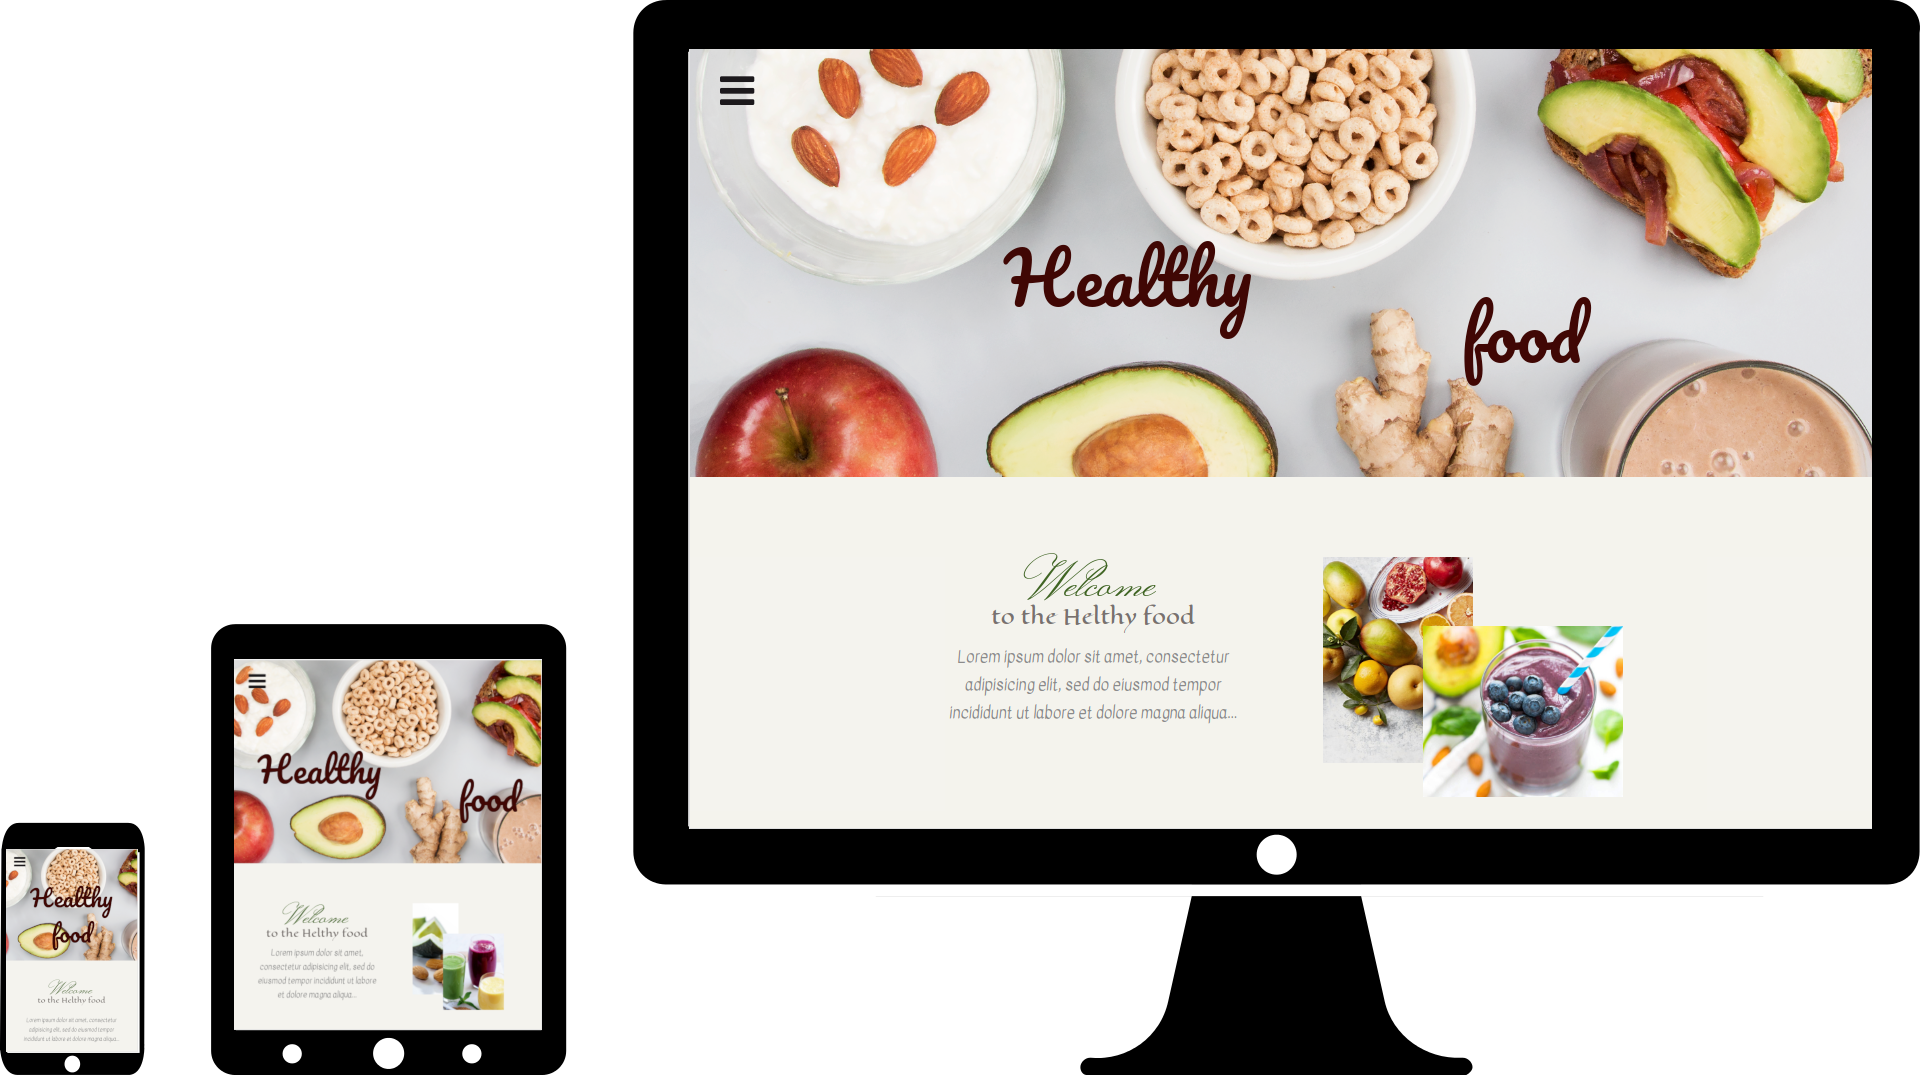 Healthy
food
Welcome
to the Helthy food
Lorem ipsum dolor sit amet, consectetur
adipisicing elit, sed do eiusmod tempor
incididunt ut labore et dolore magna aliqua...
Healthy
food
Welcome
to the Helthy food
Lorem ipsum dolor sit amet,
consectetur adipisicing elit, sed do
eiusmod tempor incididunt ut labore
et dolore magna aliqua...
Healthy
food
Welcome
to the Helthy food
Lorem ipsum dolor sit amet, consectetur
adipisicing elit, sed do eiusmod tempor
incididunt ut labore et dolore magna aliqua...